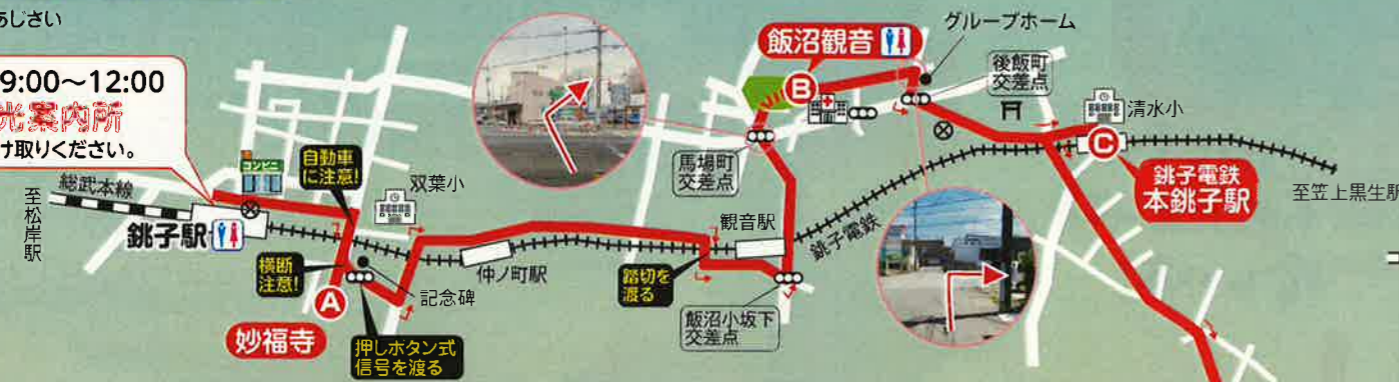 あじさい
9:00～12:00
光案内所
け取りください。
至松岸駅
総武本線
コンビニ
銚子駅
自動車
に注意!
双葉小
横断
注意!
A
妙福寺
記念碑
押しボタン式
信号を渡る
仲ノ町駅
踏切を
渡る
観音駅
飯沼小坂下
交差点
馬場町
交差点
飯沼観音
B
グループホーム
後飯町
交差点
清水小
C
銚子電鉄
本銚子駅
銚子電鉄
至笠上黒生駅